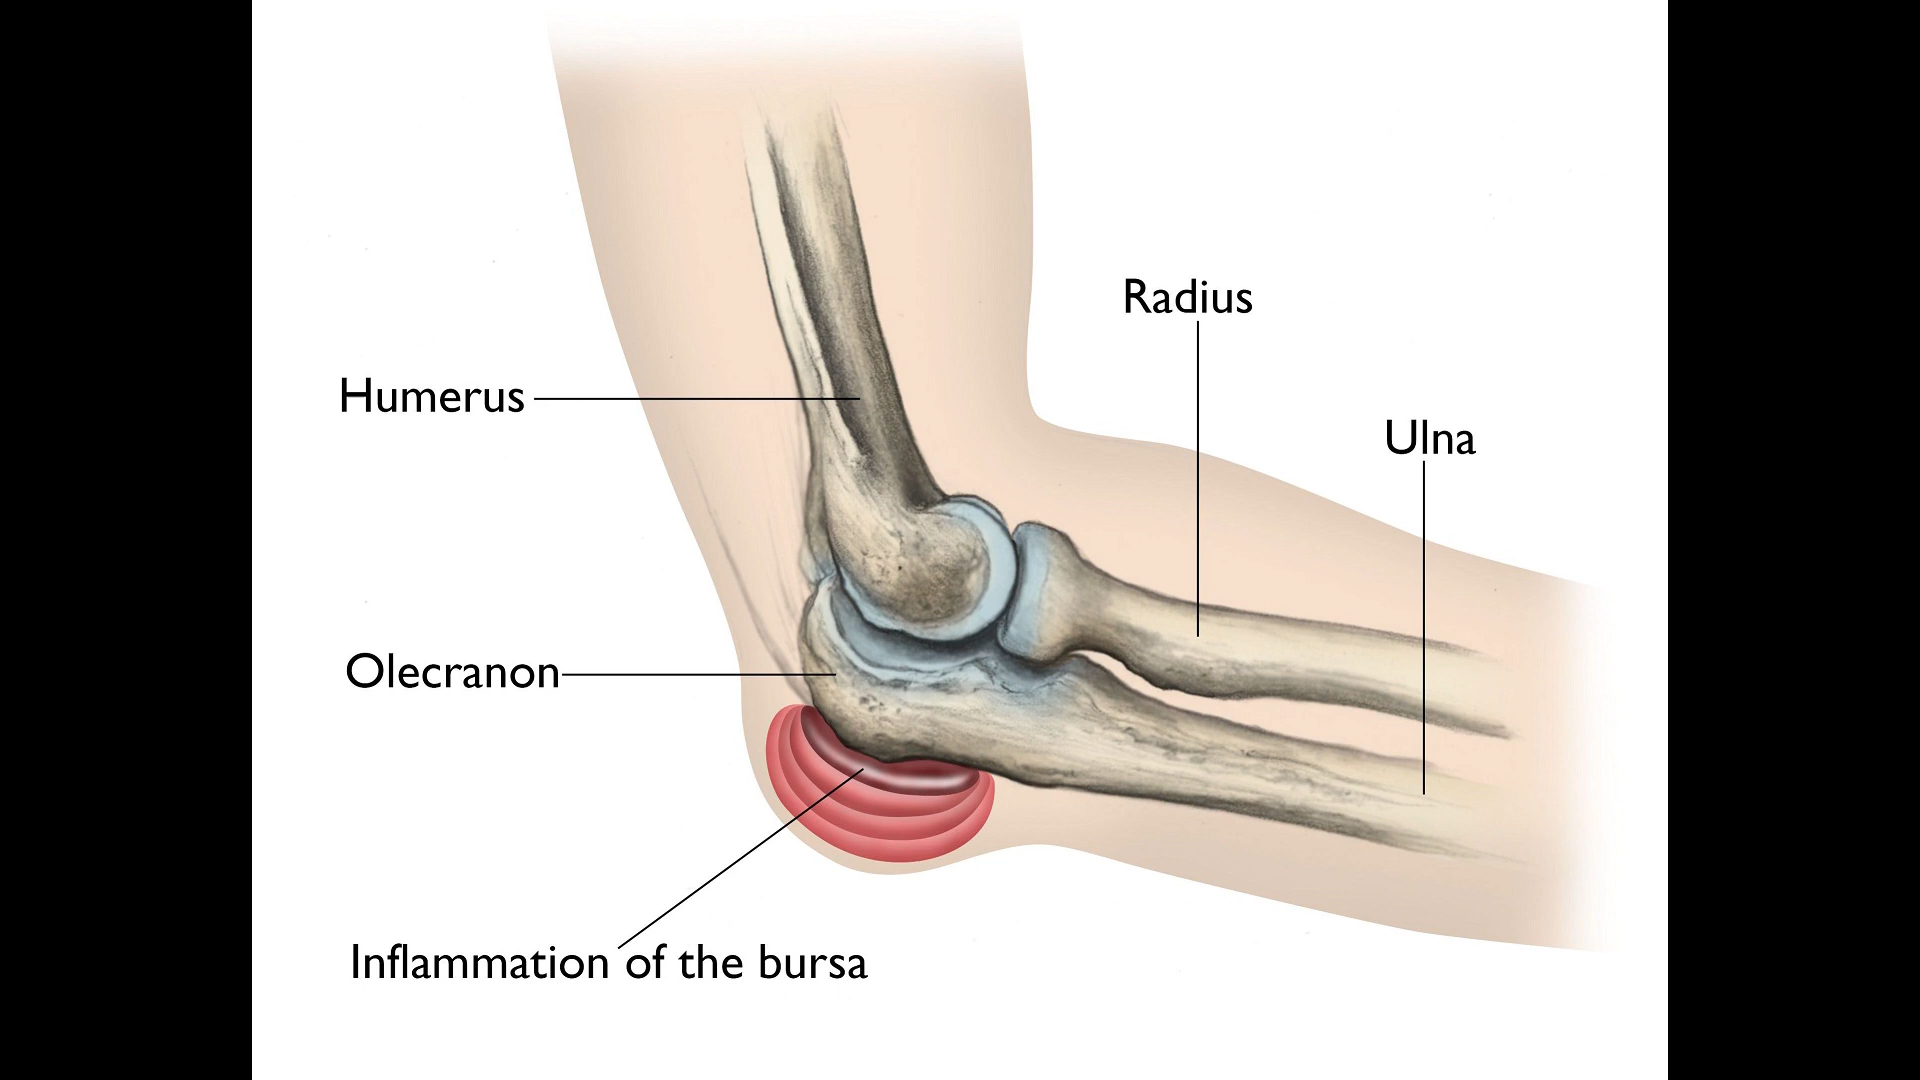 Radius
Humerus
Ulna
Olecranon
Inflammation of the bursa